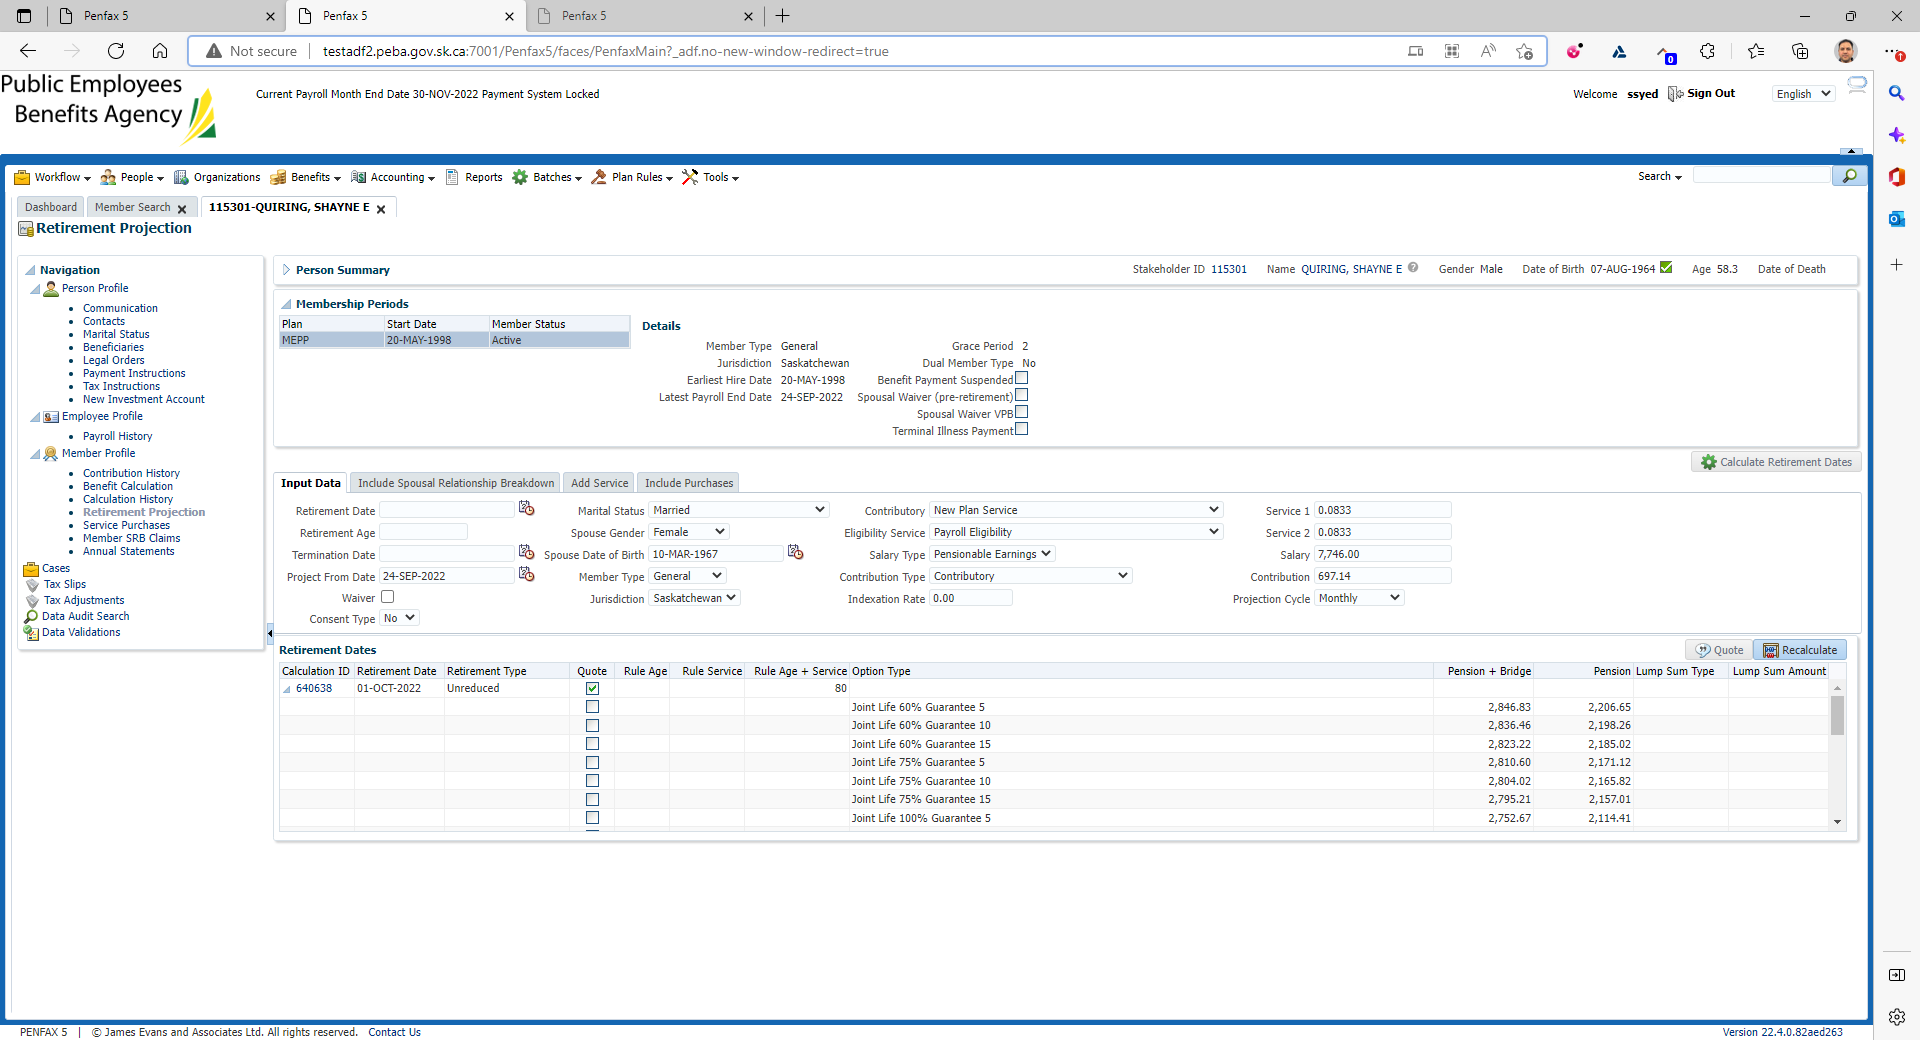 Penfax 5
Penfax 5
Penfax 5
Not secure
testadf2.peba.gov.sk.ca:7001/Penfax5/faces/PenfaxMain?_adf.no-new-window-redirect=true
0
1
Public Employees
Benefits Agency
Current Payroll Month End Date 30-NOV-2022 Payment System Locked
Welcome ssyed Sign Out English
Workflow People Organizations Benefits Accounting Reports Batches Plan Rules Tools Search
Dashboard Member Search 115301-QUIRING, SHAYNE E
Retirement Projection
Navigation
Person Profile
Communication
Contacts
Marital Status
Beneficiaries
Legal Orders
Payment Instructions
Tax Instructions
New Investment Account
Employee Profile
Payroll History
Member Profile
Contribution History
Benefit Calculation
Calculation History
Retirement Projection
Service Purchases
Member SRB Claims
Annual Statements
Cases
Tax Slips
Tax Adjustments
Data Audit Search
Data Validations
Person Summary Stakeholder ID 115301 Name QUIRING, SHAYNE E Gender Male Date of Birth 07-AUG-1964 Age 58.3 Date of Death
Membership Periods
Plan Start Date Member Status
MEPP 20-MAY-1998 Active
Details
Member Type General Grace Period 2
Jurisdiction Saskatchewan Dual Member Type No
Earliest Hire Date 20-MAY-1998 Benefit Payment Suspended
Latest Payroll End Date 24-SEP-2022 Spousal Waiver (pre-retirement)
Spousal Waiver VPB
Terminal Illness Payment
Calculate Retirement Dates
Input Data Include Spousal Relationship Breakdown Add Service Include Purchases
Retirement Date Marital Status Married Contributory New Plan Service Service 1 0.0833
Retirement Age Spouse Gender Female Eligibility Service Payroll Eligibility Service 2 0.0833
Termination Date Spouse Date of Birth 10-MAR-1967 Salary Type Pensionable Earnings Salary 7,746.00
Project From Date 24-SEP-2022 Member Type General Contribution Type Contributory Contribution 697.14
Waiver Jurisdiction Saskatchewan Indexation Rate 0.00 Projection Cycle Monthly
Consent Type No
Retirement Dates Quote Recalculate
Calculation ID Retirement Date Retirement Type Quote Rule Age Rule Service Rule Age + Service Option Type Pension + Bridge Pension Lump Sum Type Lump Sum Amount
640638 01-OCT-2022 Unreduced 80
Joint Life 60% Guarantee 5 2,846.83 2,206.65
Joint Life 60% Guarantee 10 2,836.46 2,198.26
Joint Life 60% Guarantee 15 2,823.22 2,185.02
Joint Life 75% Guarantee 5 2,810.60 2,171.12
Joint Life 75% Guarantee 10 2,804.02 2,165.82
Joint Life 75% Guarantee 15 2,795.21 2,157.01
Joint Life 100% Guarantee 5 2,752.67 2,114.41
PENFAX 5 | © James Evans and Associates Ltd. All rights reserved. Contact Us Version 22.4.0.82aed263